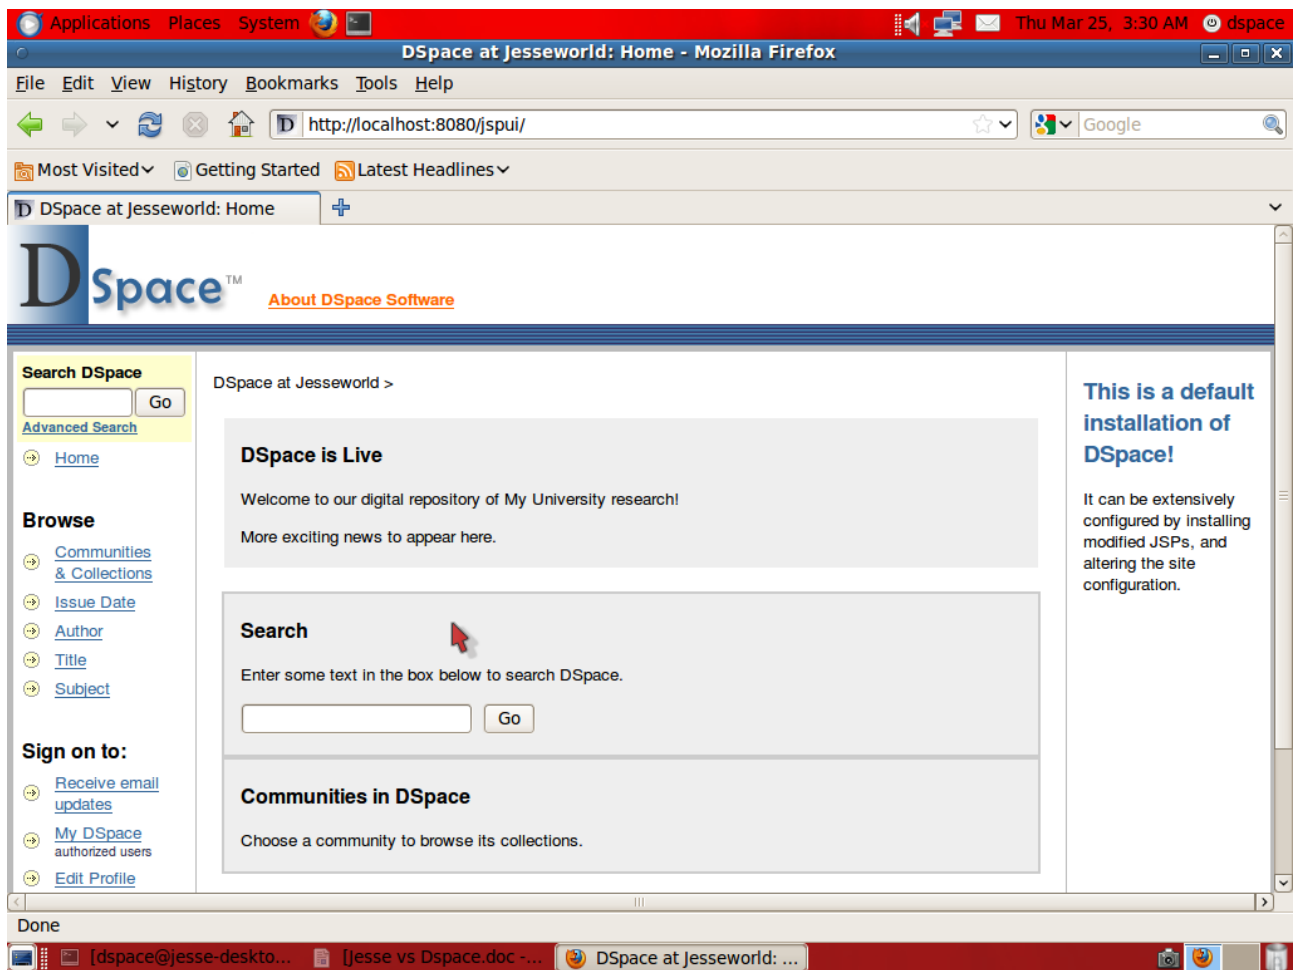 Applications Places System Thu Mar 25, 3:30 AM dspace
DSpace at Jesseworld: Home - Mozilla Firefox
File Edit View History Bookmarks Tools Help
D http://localhost:8080/jspui/ Google
Most Visited Getting Started Latest Headlines
D DSpace at Jesseworld: Home
DSpace™ About DSpace Software
Search DSpace
Go
Advanced Search
Home
Browse
Communities
& Collections
Issue Date
Author
Title
Subject
Sign on to:
Receive email
updates
My DSpace
authorized users
Edit Profile
DSpace at Jesseworld >
DSpace is Live
Welcome to our digital repository of My University research!
More exciting news to appear here.
Search
Enter some text in the box below to search DSpace.
Go
Communities in DSpace
Choose a community to browse its collections.
This is a default
installation of
DSpace!
It can be extensively
configured by installing
modified JSPs, and
altering the site
configuration.
Done
[dspace@jesse-deskto... [Jesse vs Dspace.doc -... DSpace at Jesseworld: ...